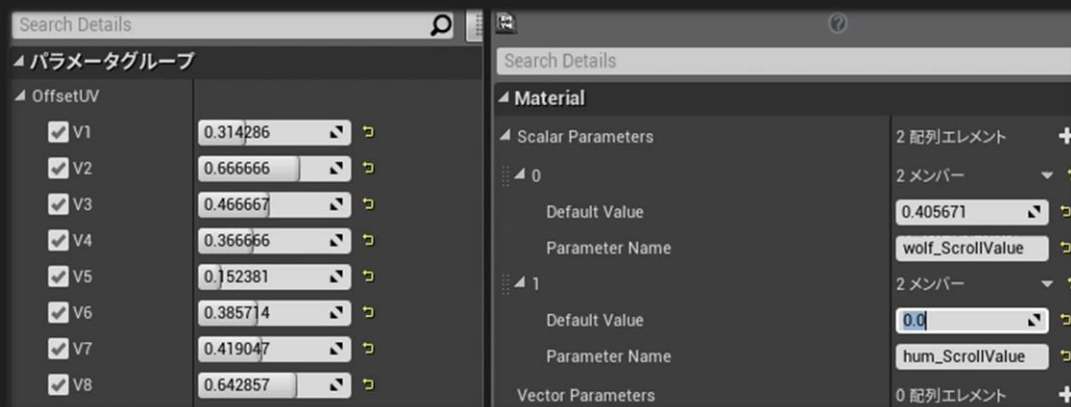 Search Details
パラメータグループ
OffsetUV
V1 0.314286
V2 0.666666
V3 0.466667
V4 0.366666
V5 0.152381
V6 0.385714
V7 0.419047
V8 0.642857
Search Details
Material
Scalar Parameters 2 配列エレメント
0 2 メンバー
Default Value 0.405671
Parameter Name wolf_ScrollValue
1 2 メンバー
Default Value 0.0
Parameter Name hum_ScrollValue
Vector Parameters 0 配列エレメント